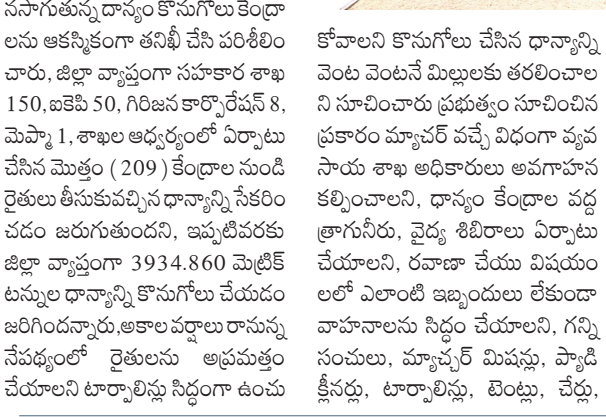 నసాగుతున్న దాన్యం కొనుగోలు కేంద్రా
లను ఆకస్మికంగా తనిఖీ చేసి పరిశీలిం
చారు, జిల్లా వ్యాప్తంగా సహకార శాఖ
150, ఐకెపి 50, గిరిజన కార్పొరేషన్ 8,
మెప్మా 1, శాఖల ఆధ్వర్యంలో ఏర్పాటు
చేసిన మొత్తం (209) కేంద్రాల నుండి
రైతులు తీసుకువచ్చిన ధాన్యాన్ని సేకరిం
చడం జరుగుతుందని, ఇప్పటివరకు
జిల్లా వ్యాప్తంగా 3934.860 మెట్రిక్
టన్నుల ధాన్యాన్ని కొనుగోలు చేయడం
జరిగిందన్నారు,అకాల వర్షాలు రానున్న
నేపథ్యంలో రైతులను అప్రమత్తం
చేయాలని టార్పాలిన్లు సిద్ధంగా ఉంచు
కోవాలని కొనుగోలు చేసిన ధాన్యాన్ని
వెంట వెంటనే మిల్లులకు తరలించాల
ని సూచించారు ప్రభుత్వం సూచించిన
ప్రకారం మ్యాచర్ వచ్చే విధంగా వ్యవ
సాయ శాఖ అధికారులు అవగాహన
కల్పించాలని, ధాన్యం కేంద్రాల వద్ద
త్రాగునీరు, వైద్య శిబిరాలు ఏర్పాటు
చేయాలని, రవాణా చేయు విషయం
లలో ఎలాంటి ఇబ్బందులు లేకుండా
వాహనాలను సిద్ధం చేయాలని, గన్ని
సంచులు, మ్యాచ్చర్ మిషన్లు, ప్యాడి
క్లీనర్లు, టార్పాలిన్లు, టెంట్లు, చేర్లు,